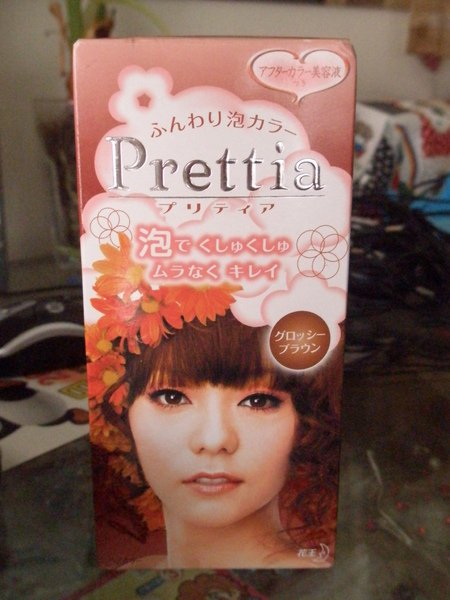 アフターカラー美容液
つき
ふんわり泡カラー
Prettia
プリティア
泡で くしゅくしゅ
ムラなく キレイ
グロッシー
ブラウン
花王